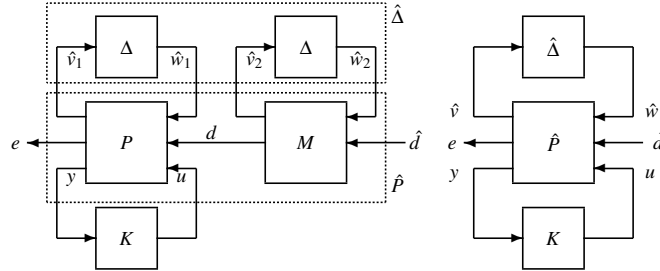 Δ Δ Δ̂ Δ̂
v̂₁ ŵ₁ v̂₂ ŵ₂
v̂ ŵ
e P d M d̂ e P̂ d
y u y u
P̂
K K